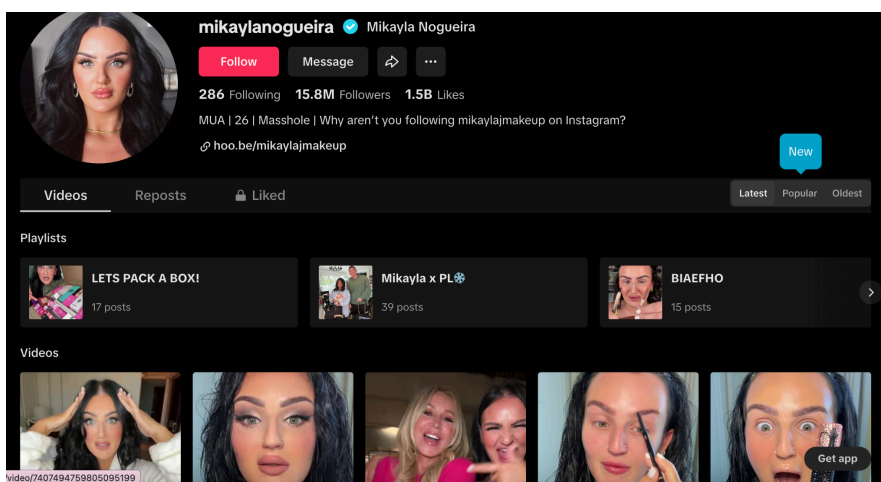 mikaylanogueira Mikayla Nogueira
Follow Message ...
286 Following 15.8M Followers 1.5B Likes
MUA | 26 | Masshole | Why aren't you following mikaylajmakeup on Instagram?
hoo.be/mikaylajmakeup
New
Videos Reposts Liked Latest Popular Oldest
Playlists
LETS PACK A BOX! Mikayla x PL❄️ BIAEFHO
17 posts 39 posts 15 posts
Videos
Get app
/video/7407494759805095199